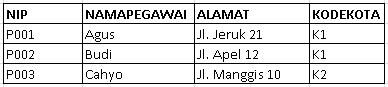 NIP NAMAPEGAWAI ALAMAT KODEKOTA
P001 Agus Jl. Jeruk 21 K1
P002 Budi Jl. Apel 12 K1
P003 Cahyo Jl. Manggis 10 K2